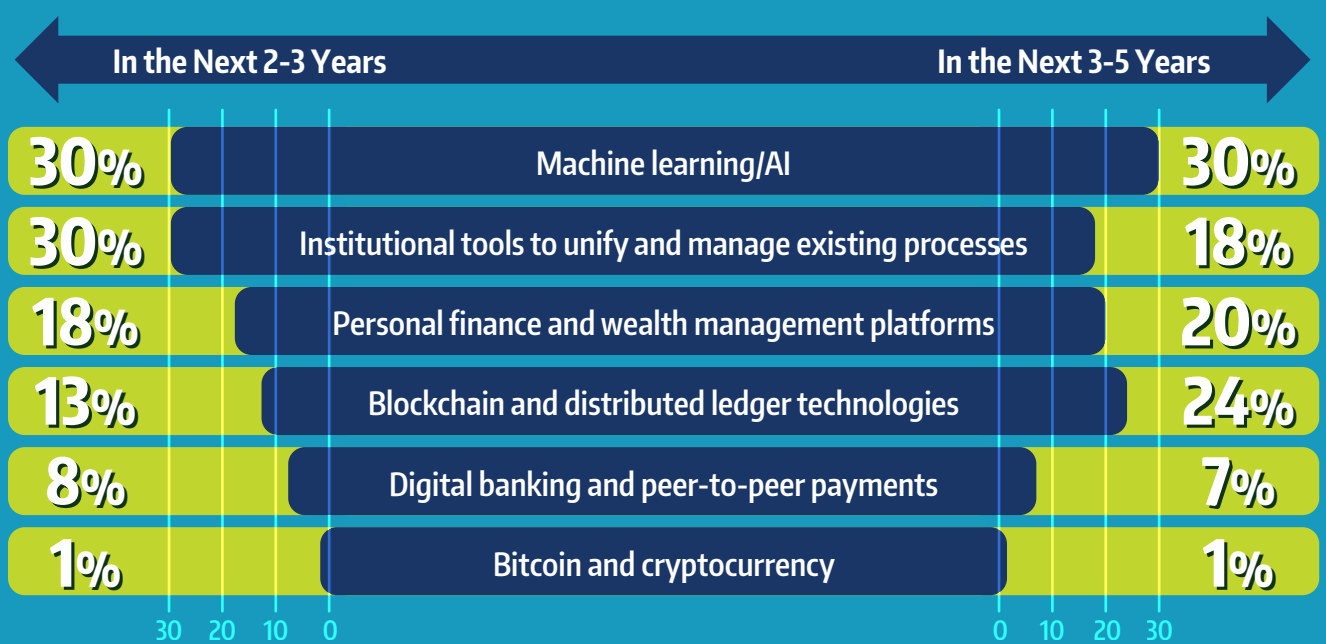 In the Next 2-3 Years In the Next 3-5 Years
30% Machine learning/AI 30%
30% Institutional tools to unify and manage existing processes 18%
18% Personal finance and wealth management platforms 20%
13% Blockchain and distributed ledger technologies 24%
8% Digital banking and peer-to-peer payments 7%
1% Bitcoin and cryptocurrency 1%
30 20 10 0 0 10 20 30